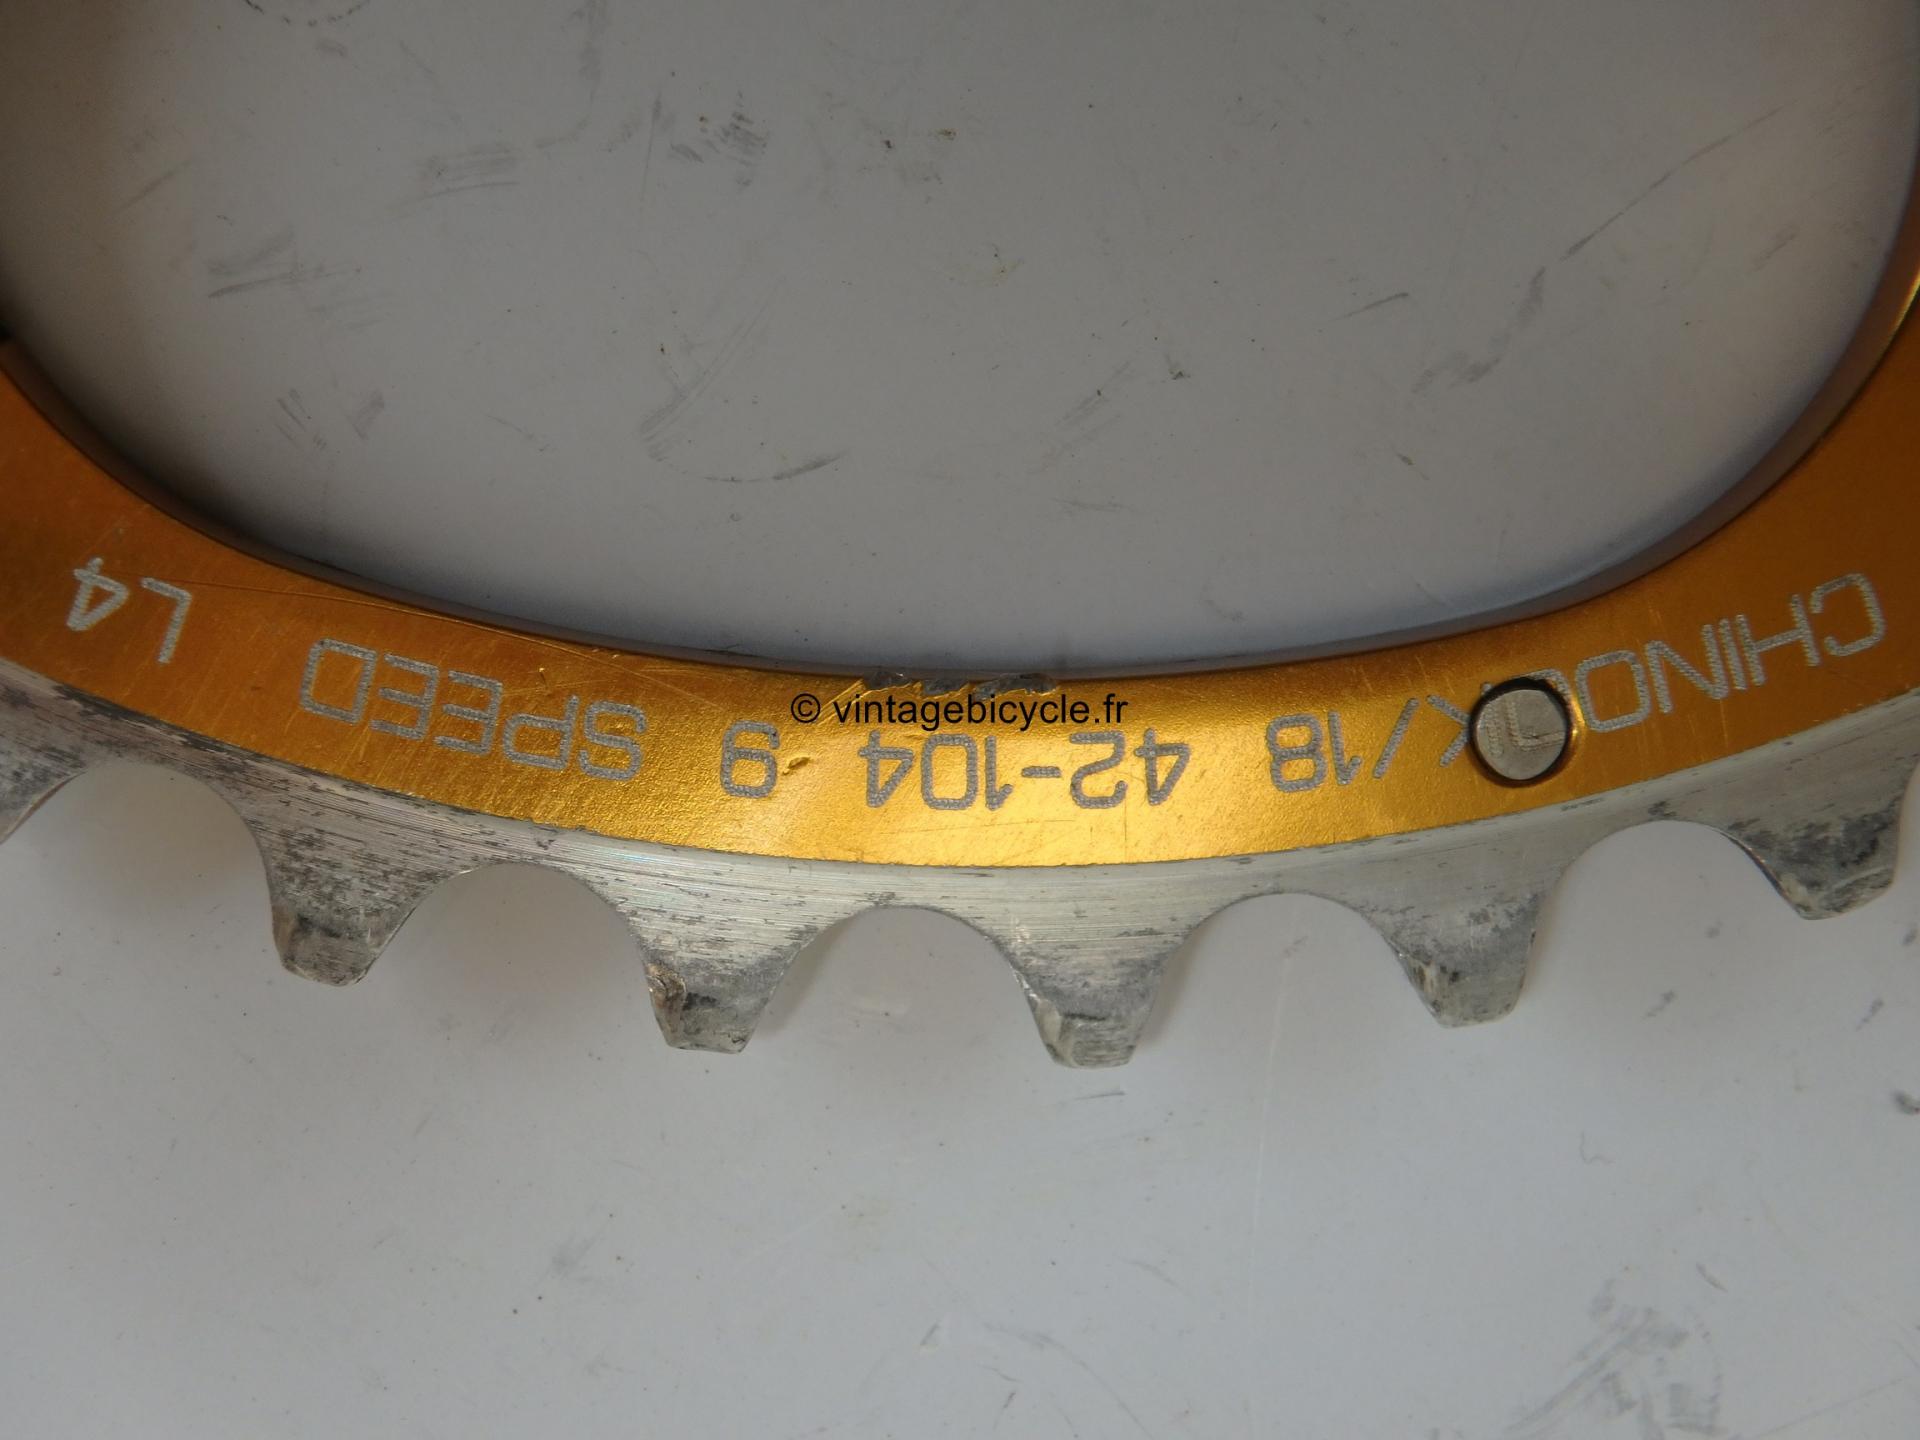 CHINOOK/18 42-104 9 SPEED L4
© vintagebicycle.fr